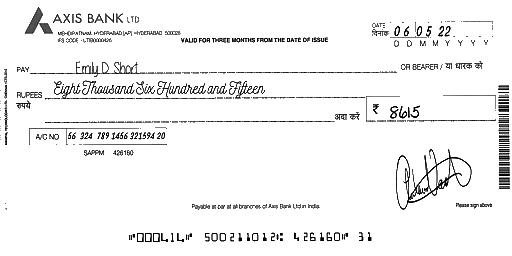 AXIS BANK LTD
MEHDIPATNAM, HYDERABAD [AP] HYDERABAD 500028
IFS CODE - UTIB0000426
VALID FOR THREE MONTHS FROM THE DATE OF ISSUE
DATE
दिनांक 06 05 22
D D M M Y Y Y Y
PAY Emily D Short OR BEARER / या धारक को
RUPEES Eight Thousand Six Hundred and Fifteen
रुपये अदा करें ₹ 8615
A/C NO 56 324 789 1456 321594 20
SAPPM 426160
Payable at par at all branches of Axis Bank Ltd in India.
Please sign above
⑈000414⑈ 500211012⑆ 426160⑈ 31